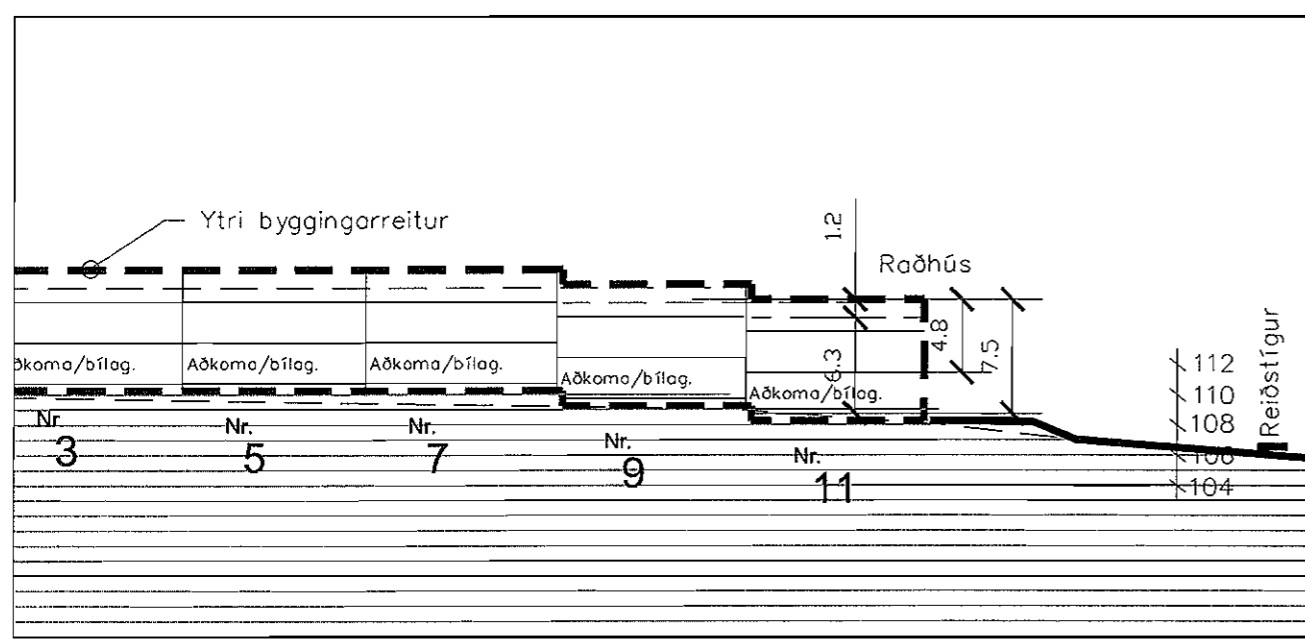 Ytri byggingarreitur
1.2
Raðhús
4.8
7.5
6.3
Reiðstígur
112
110
108
106
104
ðkoma/bílag.
Aðkoma/bílag.
Aðkoma/bílag.
Aðkoma/bílag.
Aðkoma/bílag.
Nr.
3
Nr.
5
Nr.
7
Nr.
9
Nr.
11